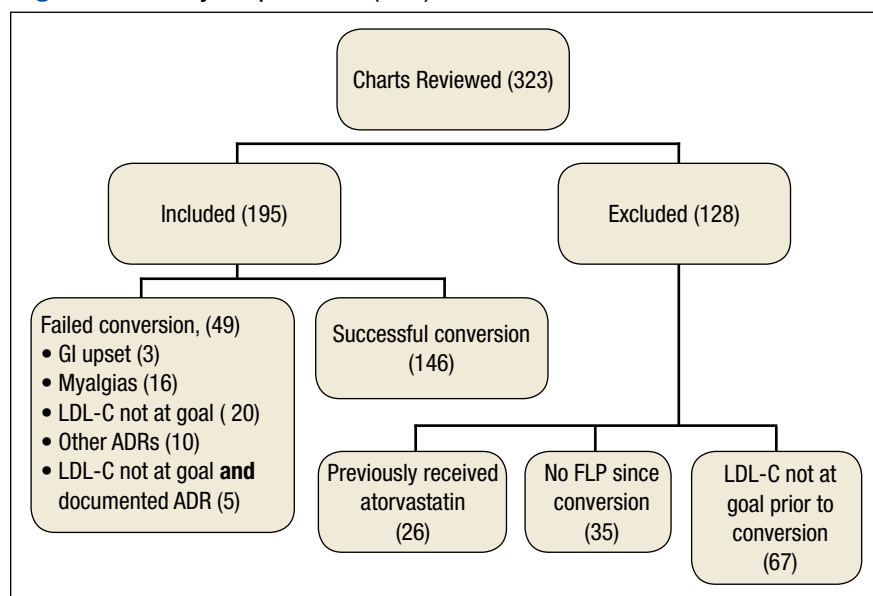 Charts Reviewed (323)
Included (195)
Excluded (128)
Failed conversion, (49)
• GI upset (3)
• Myalgias (16)
• LDL-C not at goal ( 20)
• Other ADRs (10)
• LDL-C not at goal and
documented ADR (5)
Successful conversion
(146)
Previously received
atorvastatin
(26)
No FLP since
conversion
(35)
LDL-C not at
goal prior to
conversion
(67)